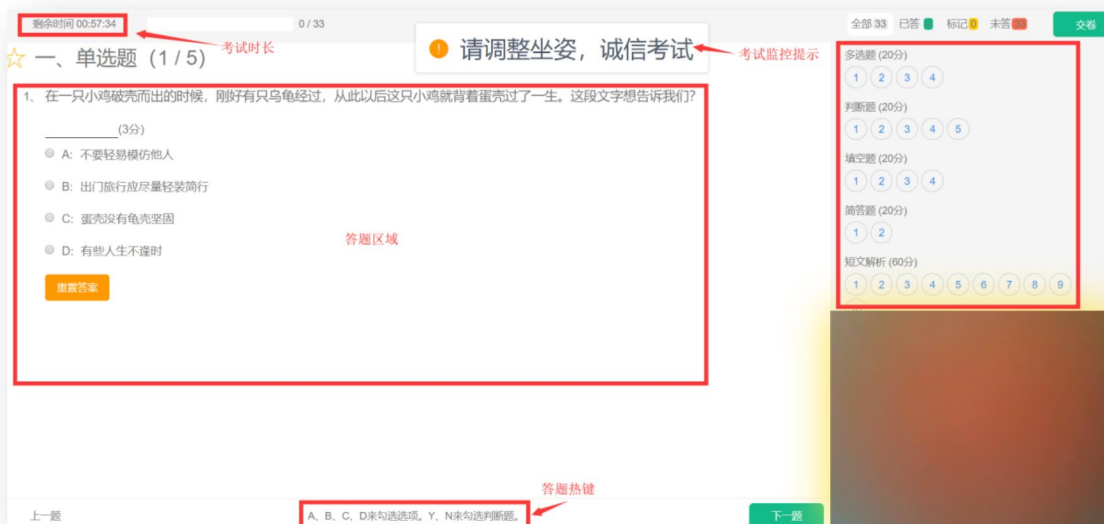 剩余时间 00:57:34
0 / 33
考试时长
请调整坐姿，诚信考试
考试监控提示
全部 33 已答 标记 0 未答 33
交卷
一、单选题（1 / 5）
1、 在一只小鸡破壳而出的时候，刚好有只乌龟经过，从此以后这只小鸡就背着蛋壳过了一生。这段文字想告诉我们？
__________(3分)
A: 不要轻易模仿他人
B: 出门旅行应尽量轻装简行
C: 蛋壳没有龟壳坚固
D: 有些人生不逢时
答题区域
重置答案
多选题 (20分)
1 2 3 4
判断题 (20分)
1 2 3 4 5
填空题 (20分)
1 2 3 4
简答题 (20分)
1 2
短文解析 (60分)
1 2 3 4 5 6 7 8 9
答题热键
上一题
A、B、C、D来勾选选项。Y、N来勾选判断题。
下一题